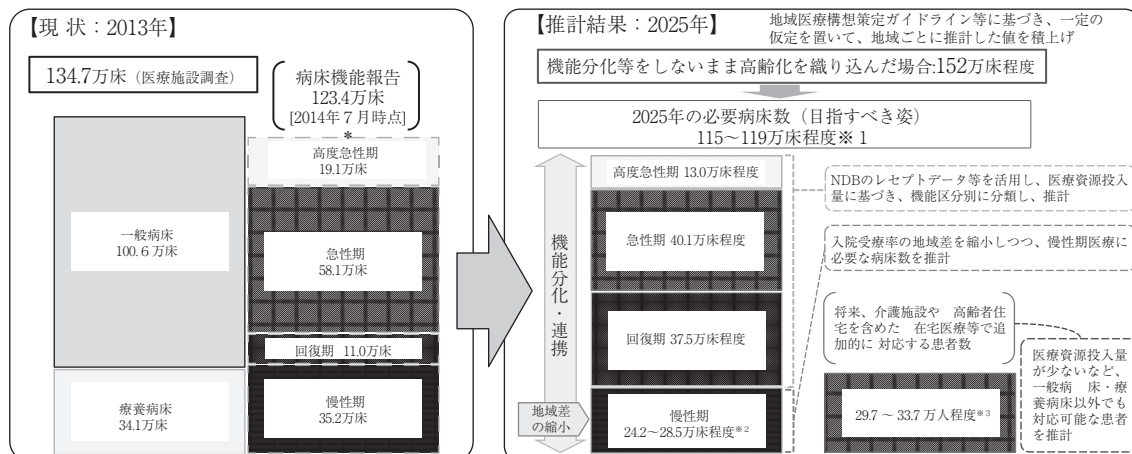 【現 状：2013年】
134.7万床（医療施設調査）
病床機能報告
123.4万床
[2014年７月時点]
*
高度急性期
19.1万床
一般病床
100.6万床
急性期
58.1万床
回復期 11.0万床
療養病床
34.1万床
慢性期
35.2万床
【推計結果：2025年】
地域医療構想策定ガイドライン等に基づき、一定の
仮定を置いて、地域ごとに推計した値を積上げ
機能分化等をしないまま高齢化を織り込んだ場合:152万床程度
2025年の必要病床数（目指すべき姿）
115～119万床程度※１
機能分化・連携
地域差
の縮小
高度急性期 13.0万床程度
急性期 40.1万床程度
回復期 37.5万床程度
慢性期
24.2～28.5万床程度※2
NDBのレセプトデータ等を活用し、医療資源投入
量に基づき、機能区分別に分類し、推計
入院受療率の地域差を縮小しつつ、慢性期医療に
必要な病床数を推計
将来、介護施設や 高齢者住
宅を含めた 在宅医療等で追
加的に 対応する患者数
29.7 ～ 33.7 万人程度※3
医療資源投入量
が少ないなど、
一般病 床・療
養病床以外でも
対応可能な患者
を推計